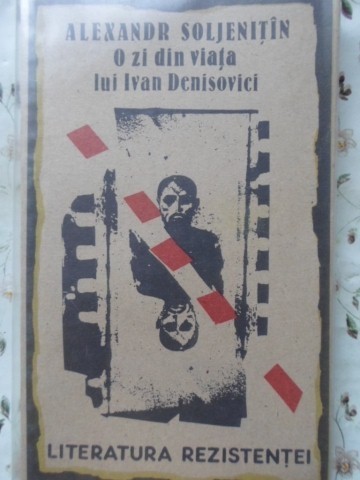 ALEXANDR SOLJENIȚÎN
O zi din viața
lui Ivan Denisovici
LITERATURA REZISTENȚEI